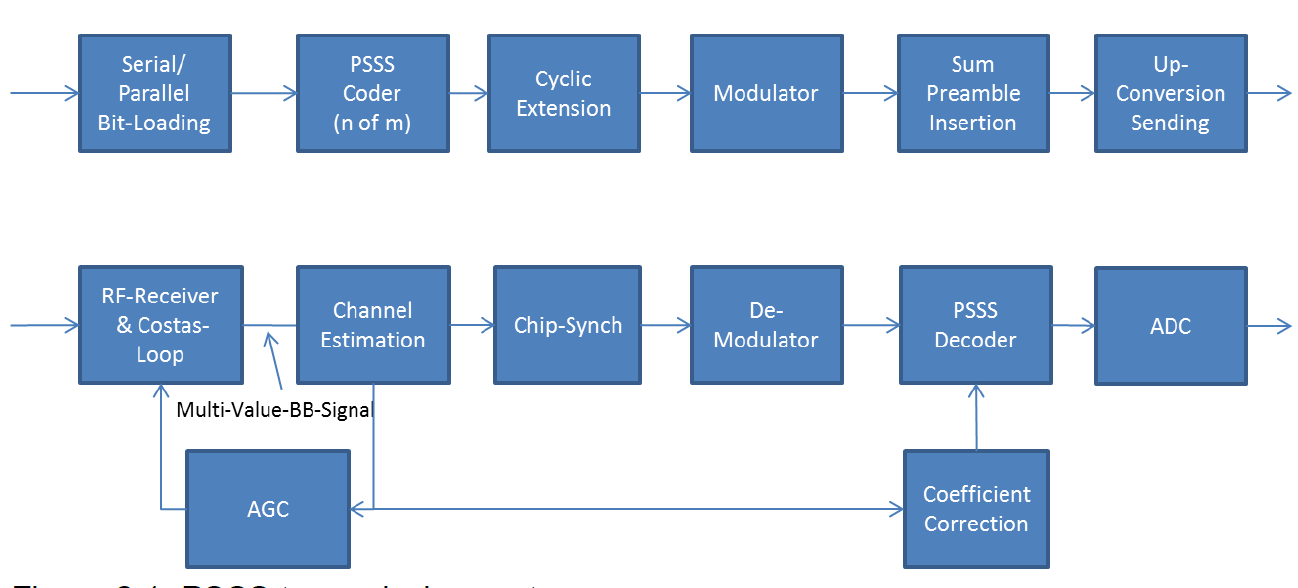 Serial/
Parallel
Bit-Loading
PSSS
Coder
(n of m)
Cyclic
Extension
Modulator
Sum
Preamble
Insertion
Up-
Conversion
Sending
RF-Receiver
& Costas-
Loop
Channel
Estimation
Chip-Synch
De-
Modulator
PSSS
Decoder
ADC
Multi-Value-BB-Signal
AGC
Coefficient
Correction